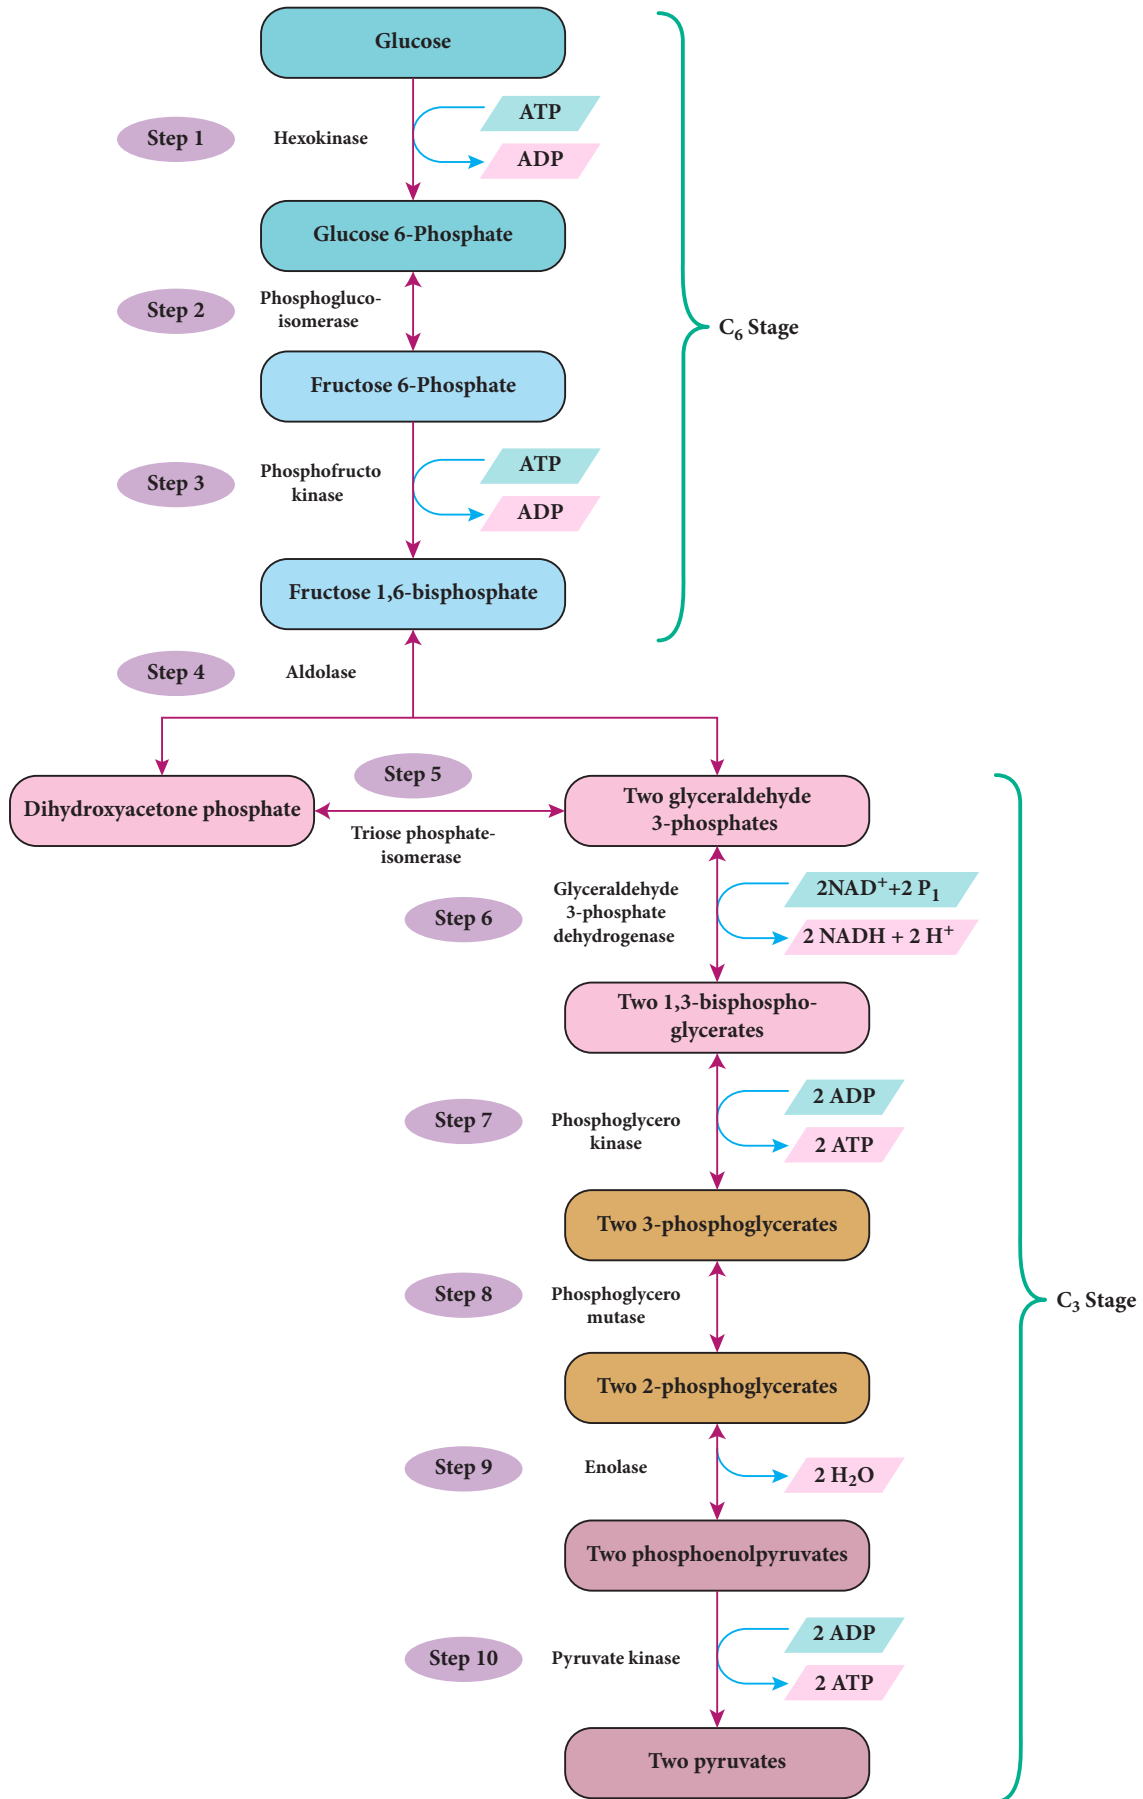 Glucose
Step 1
Hexokinase
ATP
ADP
Glucose 6-Phosphate
Step 2
Phosphogluco-
isomerase
C₆ Stage
Fructose 6-Phosphate
Step 3
Phosphofructo
kinase
ATP
ADP
Fructose 1,6-bisphosphate
Step 4
Aldolase
Dihydroxyacetone phosphate
Step 5
Triose phosphate-
isomerase
Two glyceraldehyde
3-phosphates
Step 6
Glyceraldehyde
3-phosphate
dehydrogenase
2NAD⁺+2 P₁
2 NADH + 2 H⁺
Two 1,3-bisphospho-
glycerates
Step 7
Phosphoglycero
kinase
2 ADP
2 ATP
Two 3-phosphoglycerates
Step 8
Phosphoglycero
mutase
C₃ Stage
Two 2-phosphoglycerates
Step 9
Enolase
2 H₂O
Two phosphoenolpyruvates
Step 10
Pyruvate kinase
2 ADP
2 ATP
Two pyruvates